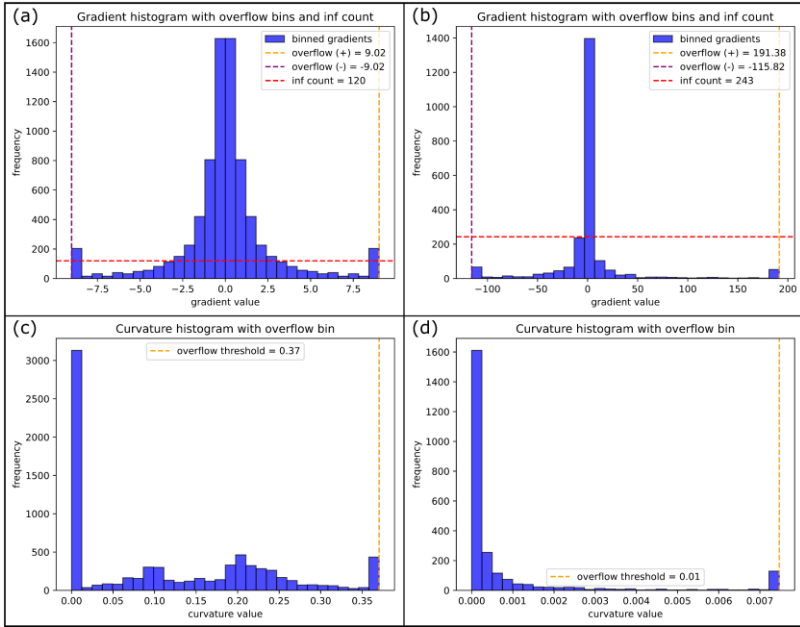 (a)
Gradient histogram with overflow bins and inf count
binned gradients
overflow (+) = 9.02
overflow (-) = -9.02
inf count = 120
1600
1400
1200
1000
800
600
400
200
0
frequency
−7.5
−5.0
−2.5
0.0
2.5
5.0
7.5
gradient value
(b)
Gradient histogram with overflow bins and inf count
binned gradients
overflow (+) = 191.38
overflow (-) = -115.82
inf count = 243
1400
1200
1000
800
600
400
200
0
frequency
−100
−50
0
50
100
150
200
gradient value
(c)
Curvature histogram with overflow bin
overflow threshold = 0.37
3000
2500
2000
1500
1000
500
0
frequency
0.00
0.05
0.10
0.15
0.20
0.25
0.30
0.35
curvature value
(d)
Curvature histogram with overflow bin
overflow threshold = 0.01
1600
1400
1200
1000
800
600
400
200
0
frequency
0.000
0.001
0.002
0.003
0.004
0.005
0.006
0.007
curvature value